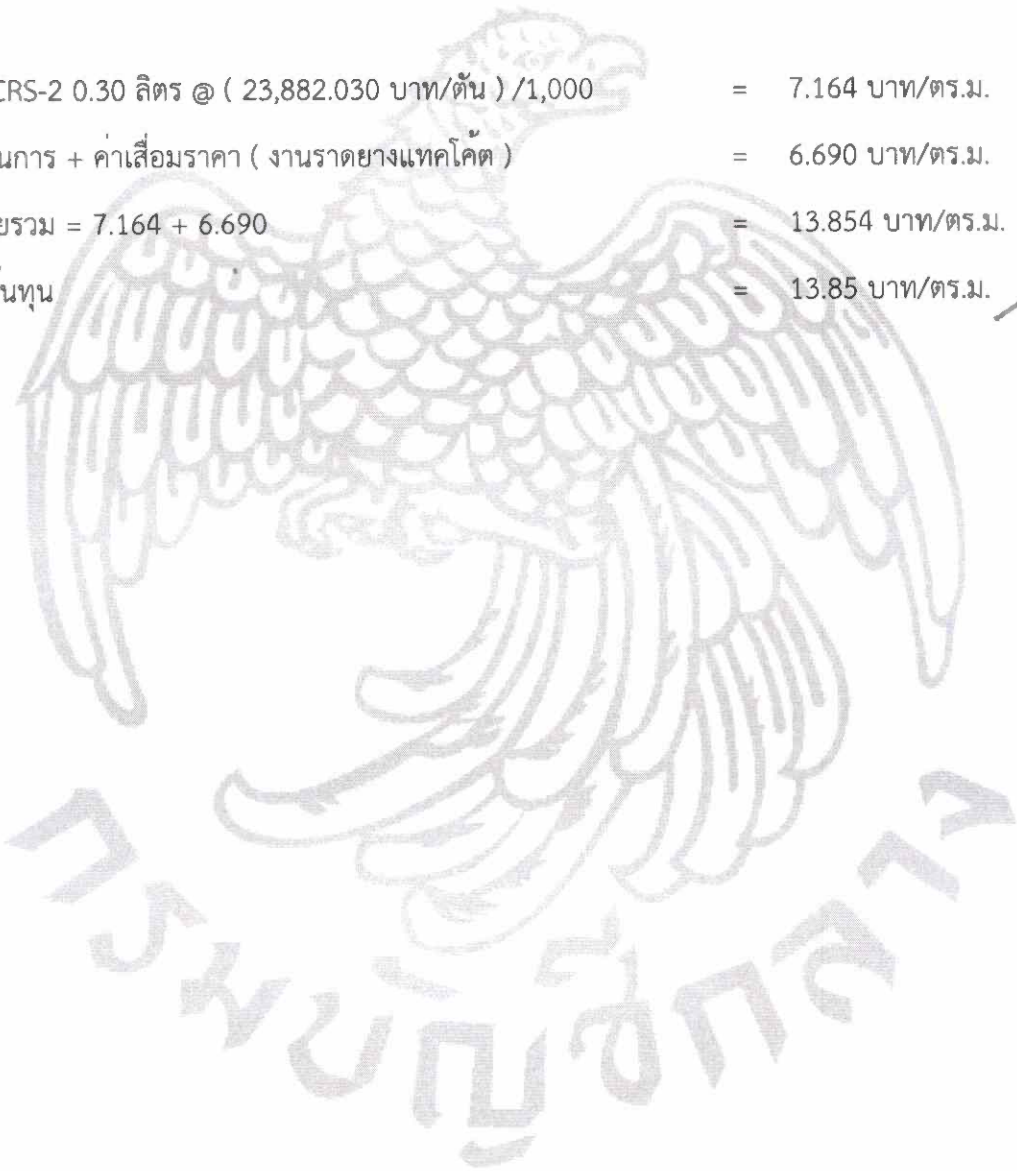 CRS-2 0.30 ลิตร @ ( 23,882.030 บาท/ตัน ) /1,000 = 7.164 บาท/ตร.ม.
นการ + ค่าเสื่อมราคา ( งานราดยางแทคโค้ต ) = 6.690 บาท/ตร.ม.
ยรวม = 7.164 + 6.690 = 13.854 บาท/ตร.ม.
ันทุน = 13.85 บาท/ตร.ม.
กรมบัญชีกลาง